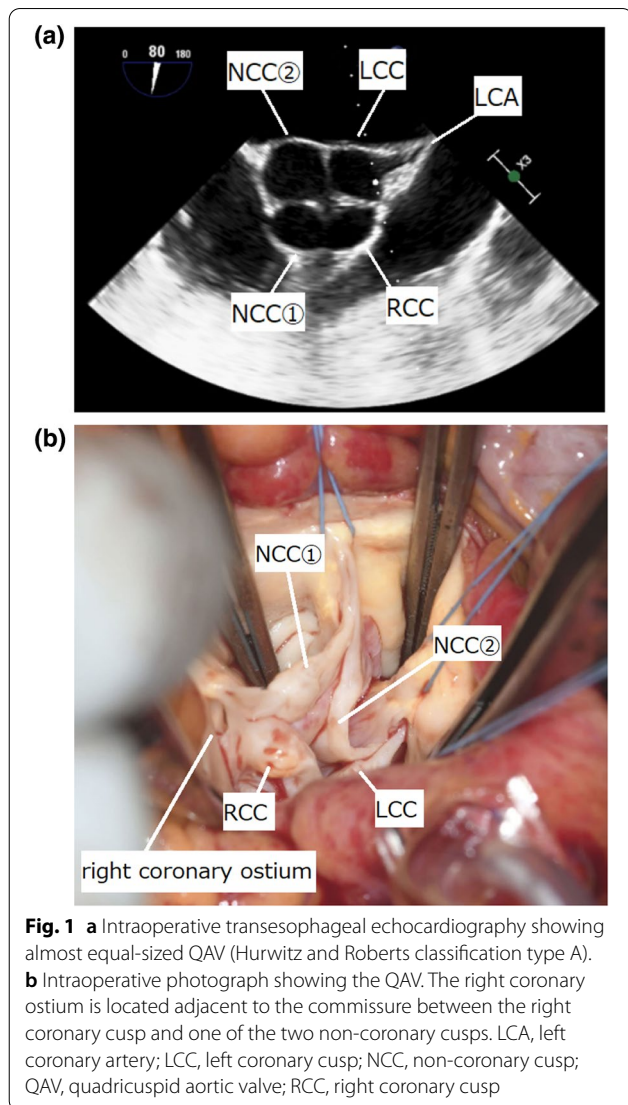 (a)
0 80 180
NCC②
LCC
LCA
X3
NCC①
RCC
(b)
NCC①
NCC②
RCC
LCC
right coronary ostium
Fig. 1 a Intraoperative transesophageal echocardiography showing
almost equal-sized QAV (Hurwitz and Roberts classification type A).
b Intraoperative photograph showing the QAV. The right coronary
ostium is located adjacent to the commissure between the right
coronary cusp and one of the two non-coronary cusps. LCA, left
coronary artery; LCC, left coronary cusp; NCC, non-coronary cusp;
QAV, quadricuspid aortic valve; RCC, right coronary cusp